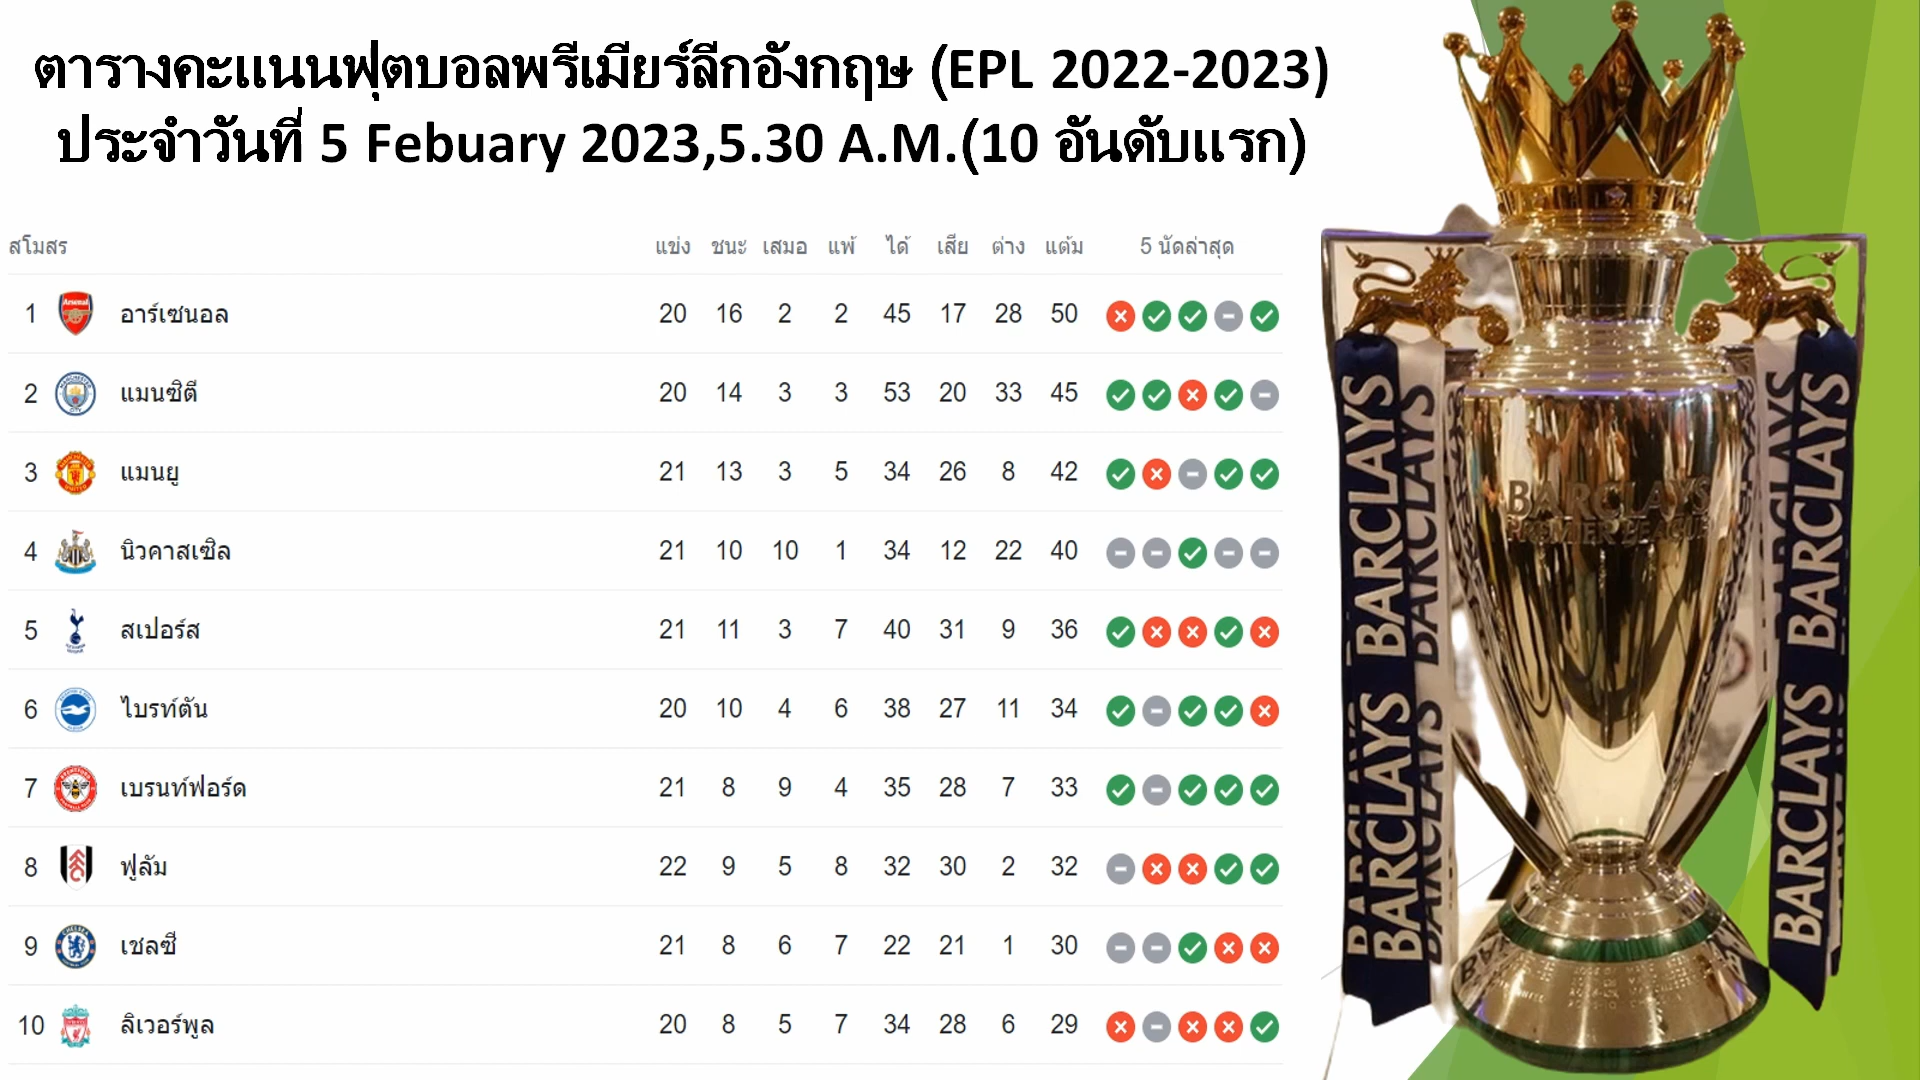 ตารางคะแนนฟุตบอลพรีเมียร์ลีกอังกฤษ (EPL 2022-2023)
ประจำวันที่ 5 Febuary 2023,5.30 A.M.(10 อันดับแรก)
สโมสร แข่ง ชนะ เสมอ แพ้ ได้ เสีย ต่าง แต้ม 5 นัดล่าสุด
1 Arsenal อาร์เซนอล 20 16 2 2 45 17 28 50
2 แมนซิตี 20 14 3 3 53 20 33 45
3 แมนยู 21 13 3 5 34 26 8 42
4 นิวคาสเซิล 21 10 10 1 34 12 22 40
5 สเปอร์ส 21 11 3 7 40 31 9 36
6 ไบรท์ตัน 20 10 4 6 38 27 11 34
7 เบรนท์ฟอร์ด 21 8 9 4 35 28 7 33
8 ฟูลัม 22 9 5 8 32 30 2 32
9 เชลซี 21 8 6 7 22 21 1 30
10 ลิเวอร์พูล 20 8 5 7 34 28 6 29
BARCLAYS
PREMIER LEAGUE
BARCLAYS BARCLAYS
BARCLAYS BARCLAYS
BARCLAYS BARCLAYS